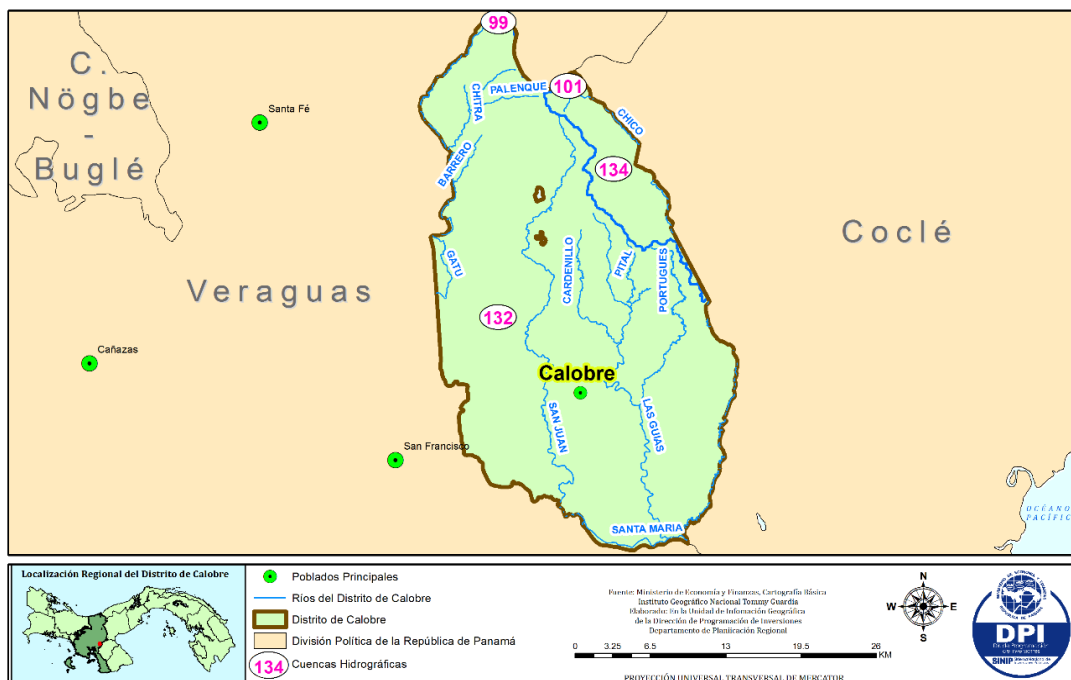 99
C.
Nögbe
-
Buglé
Santa Fé
PALENQUE
101
CHITRA
CHICO
BARRERO
134
Coclé
GATU
CARDENILLO
PITAL
PORTUGUES
Veraguas
132
Cañazas
Calobre
SAN JUAN
LAS GUIAS
San Francisco
OCÉANO
PACÍFICO
SANTA MARIA
Localización Regional del Distrito de Calobre
Poblados Principales
Ríos del Distrito de Calobre
Distrito de Calobre
División Política de la República de Panamá
134 Cuencas Hidrográficas
Fuente: Ministerio de Economía y Finanzas, Cartografía Básica
Instituto Geográfico Nacional Tommy Guardia
Elaborado: En la Unidad de Infomación Geográfica
de la Dirección de Programación de Inversiones
Departamento de Planificación Regional
0 3.25 6.5 13 19.5 26
KM
PROYECCIÓN UNIVERSAL TRANSVERSAL DE MERCATOR
N
W E
S
DPI
SINIP